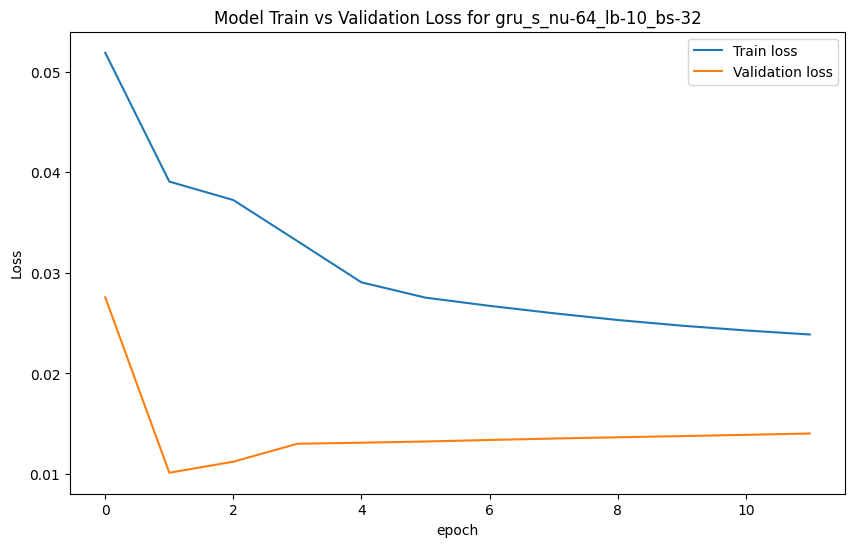 Model Train vs Validation Loss for gru_s_nu-64_lb-10_bs-32
Train loss
Validation loss
0.05
0.04
0.03
0.02
0.01
Loss
0 2 4 6 8 10
epoch